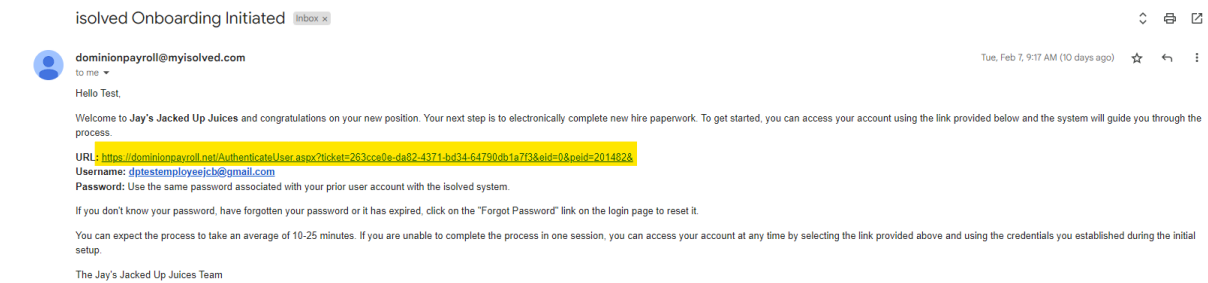 isolved Onboarding Initiated Inbox x
dominionpayroll@myisolved.com Tue, Feb 7, 9:17 AM (10 days ago)
to me
Hello Test,
Welcome to Jay's Jacked Up Juices and congratulations on your new position. Your next step is to electronically complete new hire paperwork. To get started, you can access your account using the link provided below and the system will guide you through the
process.
URL: https://dominionpayroll.net/AuthenticateUser.aspx?ticket=263cce0e-da82-4371-bd34-64790db1a7f3&eid=0&peid=201482&
Username: dptestemployeejcb@gmail.com
Password: Use the same password associated with your prior user account with the isolved system.
If you don't know your password, have forgotten your password or it has expired, click on the "Forgot Password" link on the login page to reset it.
You can expect the process to take an average of 10-25 minutes. If you are unable to complete the process in one session, you can access your account at any time by selecting the link provided above and using the credentials you established during the initial
setup.
The Jay's Jacked Up Juices Team